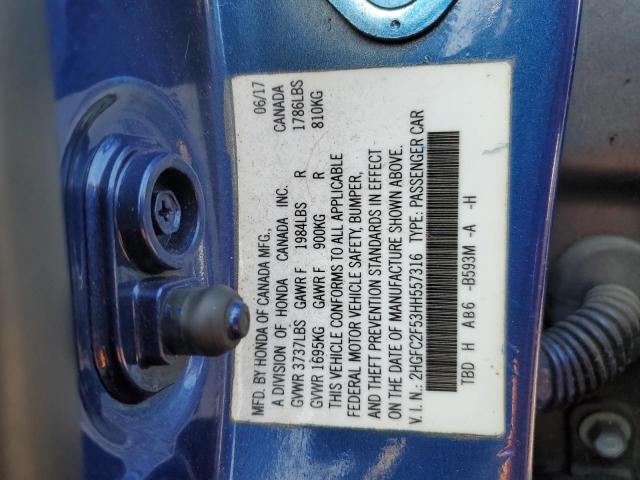 MFD. BY HONDA OF CANADA MFG., 06/17
A DIVISION OF HONDA CANADA INC. CANADA
GVWR 3737LBS GAWR F 1984LBS R 1786LBS
GVWR 1695KG GAWR F 900KG R 810KG
THIS VEHICLE CONFORMS TO ALL APPLICABLE
FEDERAL MOTOR VEHICLE SAFETY, BUMPER,
AND THEFT PREVENTION STANDARDS IN EFFECT
ON THE DATE OF MANUFACTURE SHOWN ABOVE.
V.I.N.: 2HGFC2F53HH557316 TYPE: PASSENGER CAR
TBD H AB6 -B593M -A -H